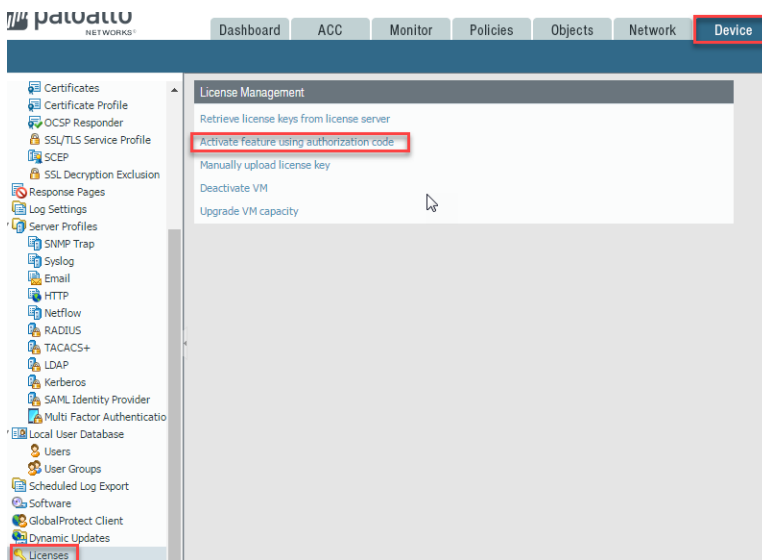 paloalto
NETWORKS®
Dashboard
ACC
Monitor
Policies
Objects
Network
Device
Certificates
Certificate Profile
OCSP Responder
SSL/TLS Service Profile
SCEP
SSL Decryption Exclusion
Response Pages
Log Settings
Server Profiles
SNMP Trap
Syslog
Email
HTTP
Netflow
RADIUS
TACACS+
LDAP
Kerberos
SAML Identity Provider
Multi Factor Authenticatio
Local User Database
Users
User Groups
Scheduled Log Export
Software
GlobalProtect Client
Dynamic Updates
Licenses
License Management
Retrieve license keys from license server
Activate feature using authorization code
Manually upload license key
Deactivate VM
Upgrade VM capacity